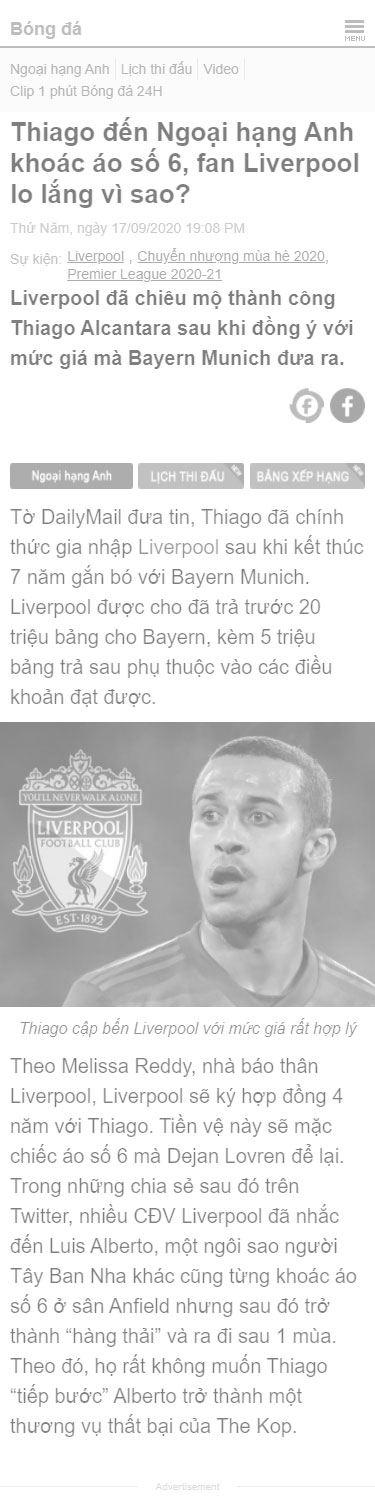 Bóng đá
MENU
Ngoại hạng Anh Lịch thi đấu Video
Clip 1 phút Bóng đá 24H
Thiago đến Ngoại hạng Anh
khoác áo số 6, fan Liverpool
lo lắng vì sao?
Thứ Năm, ngày 17/09/2020 19:08 PM
Sự kiện: Liverpool , Chuyển nhượng mùa hè 2020,
Premier League 2020-21
Liverpool đã chiêu mộ thành công
Thiago Alcantara sau khi đồng ý với
mức giá mà Bayern Munich đưa ra.
Ngoại hạng Anh LỊCH THI ĐẤU NEW BẢNG XẾP HẠNG NEW
Tờ DailyMail đưa tin, Thiago đã chính
thức gia nhập Liverpool sau khi kết thúc
7 năm gắn bó với Bayern Munich.
Liverpool được cho đã trả trước 20
triệu bảng cho Bayern, kèm 5 triệu
bảng trả sau phụ thuộc vào các điều
khoản đạt được.
YOU'LL NEVER WALK ALONE
LIVERPOOL
FOOTBALL CLUB
EST·1892
Thiago cập bến Liverpool với mức giá rất hợp lý
Theo Melissa Reddy, nhà báo thân
Liverpool, Liverpool sẽ ký hợp đồng 4
năm với Thiago. Tiền vệ này sẽ mặc
chiếc áo số 6 mà Dejan Lovren để lại.
Trong những chia sẻ sau đó trên
Twitter, nhiều CĐV Liverpool đã nhắc
đến Luis Alberto, một ngôi sao người
Tây Ban Nha khác cũng từng khoác áo
số 6 ở sân Anfield nhưng sau đó trở
thành “hàng thải” và ra đi sau 1 mùa.
Theo đó, họ rất không muốn Thiago
“tiếp bước” Alberto trở thành một
thương vụ thất bại của The Kop.
Advertisement